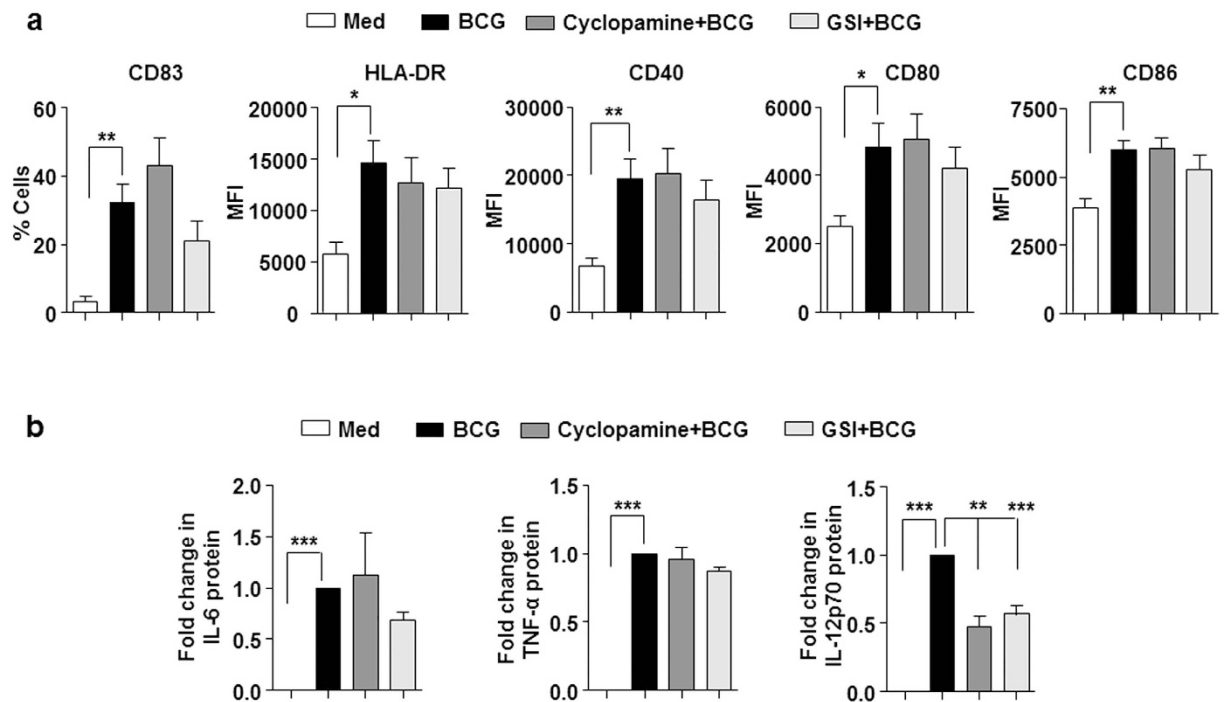 a
Med BCG Cyclopamine+BCG GSI+BCG
CD83
% Cells
60
40
20
0
**
HLA-DR
MFI
20000
15000
10000
5000
0
*
CD40
MFI
30000
20000
10000
0
**
CD80
MFI
6000
4000
2000
0
*
CD86
MFI
7500
5000
2500
0
**
b
Med BCG Cyclopamine+BCG GSI+BCG
Fold change in
IL-6 protein
2.0
1.5
1.0
0.5
0.0
***
Fold change in
TNF-α protein
1.5
1.0
0.5
0.0
***
Fold change in
IL-12p70 protein
1.5
1.0
0.5
0.0
*** ** ***